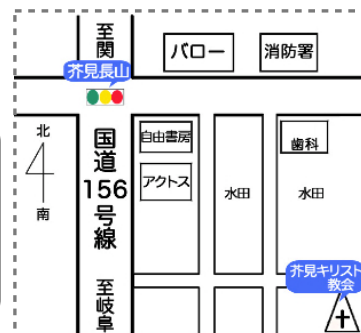 至関
バロー
消防署
芥見長山
北
南
国道156号線
自由書房
アクトス
歯科
水田
水田
芥見キリスト
教会
至岐阜